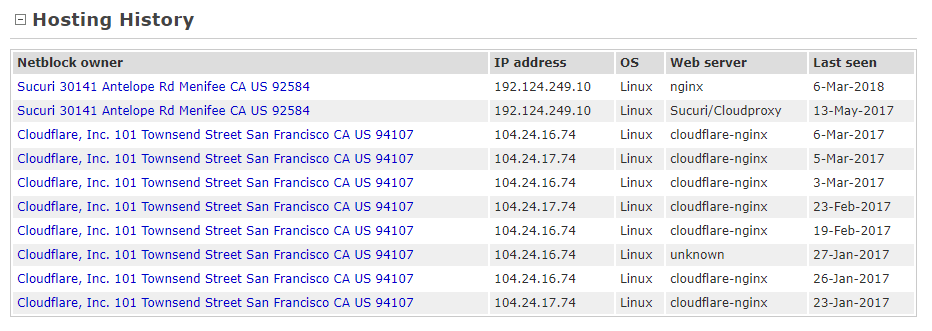 Hosting History
Netblock owner IP address OS Web server Last seen
Sucuri 30141 Antelope Rd Menifee CA US 92584 192.124.249.10 Linux nginx 6-Mar-2018
Sucuri 30141 Antelope Rd Menifee CA US 92584 192.124.249.10 Linux Sucuri/Cloudproxy 13-May-2017
Cloudflare, Inc. 101 Townsend Street San Francisco CA US 94107 104.24.16.74 Linux cloudflare-nginx 6-Mar-2017
Cloudflare, Inc. 101 Townsend Street San Francisco CA US 94107 104.24.17.74 Linux cloudflare-nginx 5-Mar-2017
Cloudflare, Inc. 101 Townsend Street San Francisco CA US 94107 104.24.16.74 Linux cloudflare-nginx 3-Mar-2017
Cloudflare, Inc. 101 Townsend Street San Francisco CA US 94107 104.24.17.74 Linux cloudflare-nginx 23-Feb-2017
Cloudflare, Inc. 101 Townsend Street San Francisco CA US 94107 104.24.16.74 Linux cloudflare-nginx 19-Feb-2017
Cloudflare, Inc. 101 Townsend Street San Francisco CA US 94107 104.24.16.74 Linux unknown 27-Jan-2017
Cloudflare, Inc. 101 Townsend Street San Francisco CA US 94107 104.24.16.74 Linux cloudflare-nginx 26-Jan-2017
Cloudflare, Inc. 101 Townsend Street San Francisco CA US 94107 104.24.17.74 Linux cloudflare-nginx 23-Jan-2017